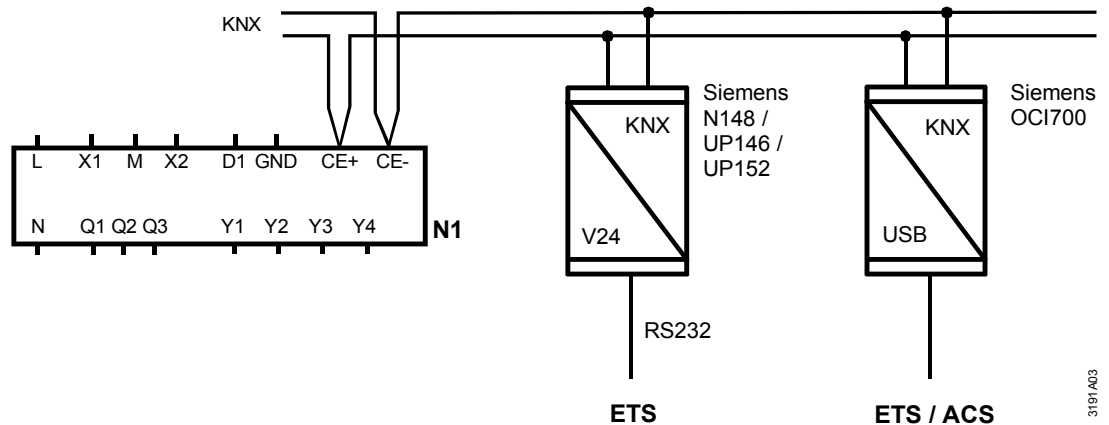 KNX
Siemens
N148 /
UP146 /
UP152
Siemens
OCI700
KNX
KNX
L X1 M X2 D1 GND CE+ CE-
N Q1 Q2 Q3 Y1 Y2 Y3 Y4
N1
V24
USB
RS232
ETS
ETS / ACS
3191A03